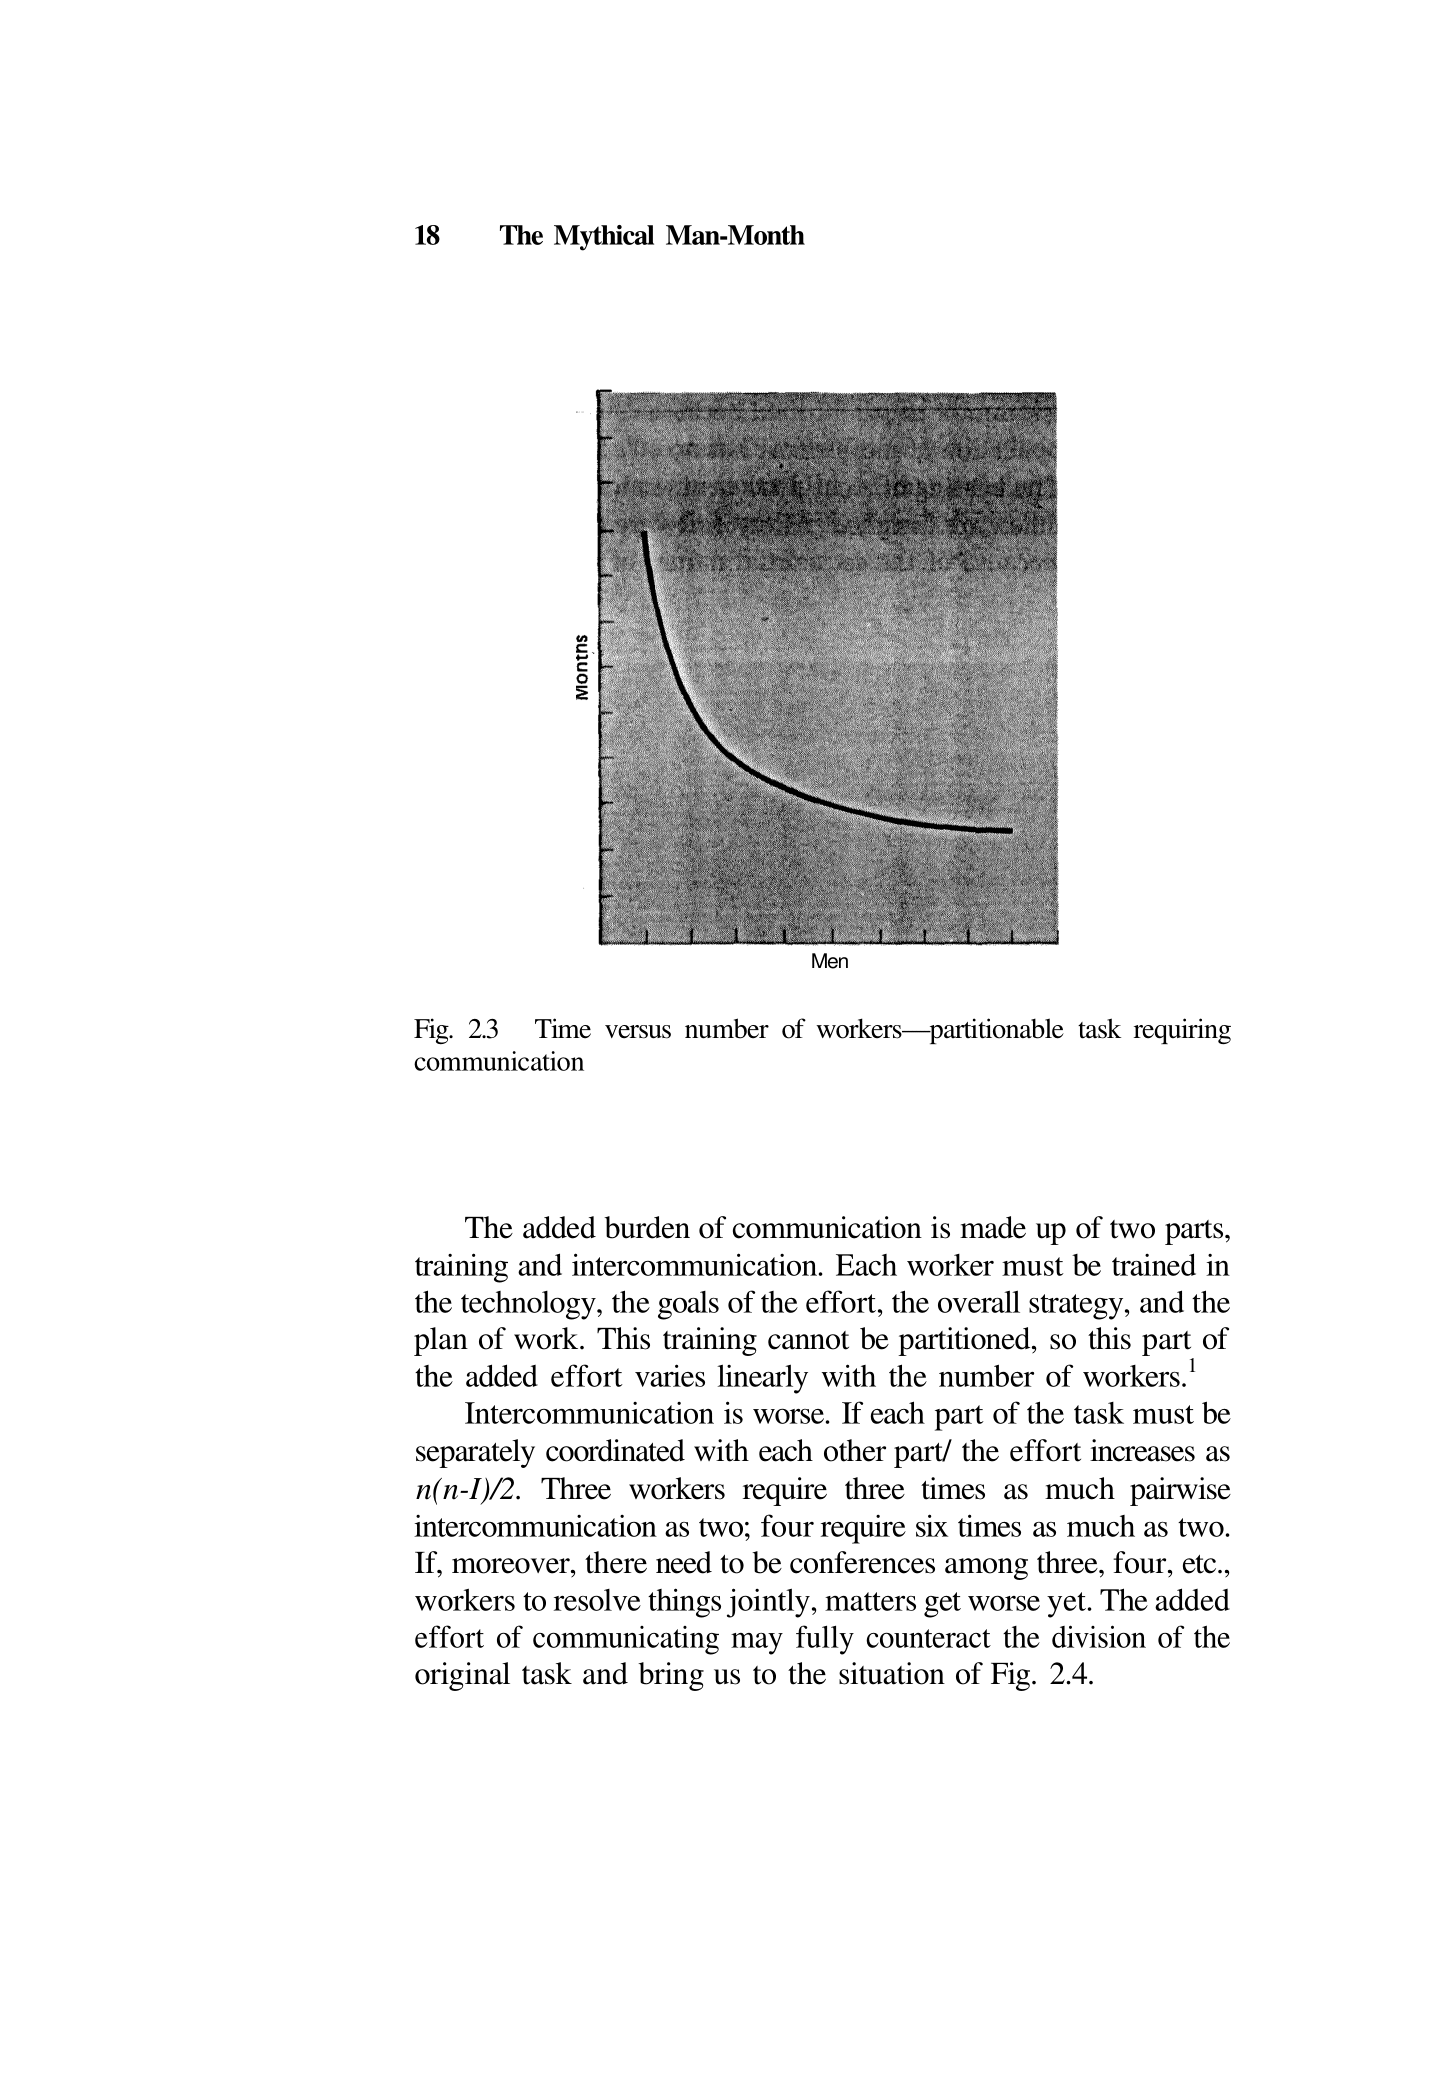 18 The Mythical Man-Month
Montns
Men
Fig. 2.3 Time versus number of workers—partitionable task requiring
communication
The added burden of communication is made up of two parts,
training and intercommunication. Each worker must be trained in
the technology, the goals of the effort, the overall strategy, and the
plan of work. This training cannot be partitioned, so this part of
the added effort varies linearly with the number of workers.1
Intercommunication is worse. If each part of the task must be
separately coordinated with each other part/ the effort increases as
n(n-I)/2. Three workers require three times as much pairwise
intercommunication as two; four require six times as much as two.
If, moreover, there need to be conferences among three, four, etc.,
workers to resolve things jointly, matters get worse yet. The added
effort of communicating may fully counteract the division of the
original task and bring us to the situation of Fig. 2.4.